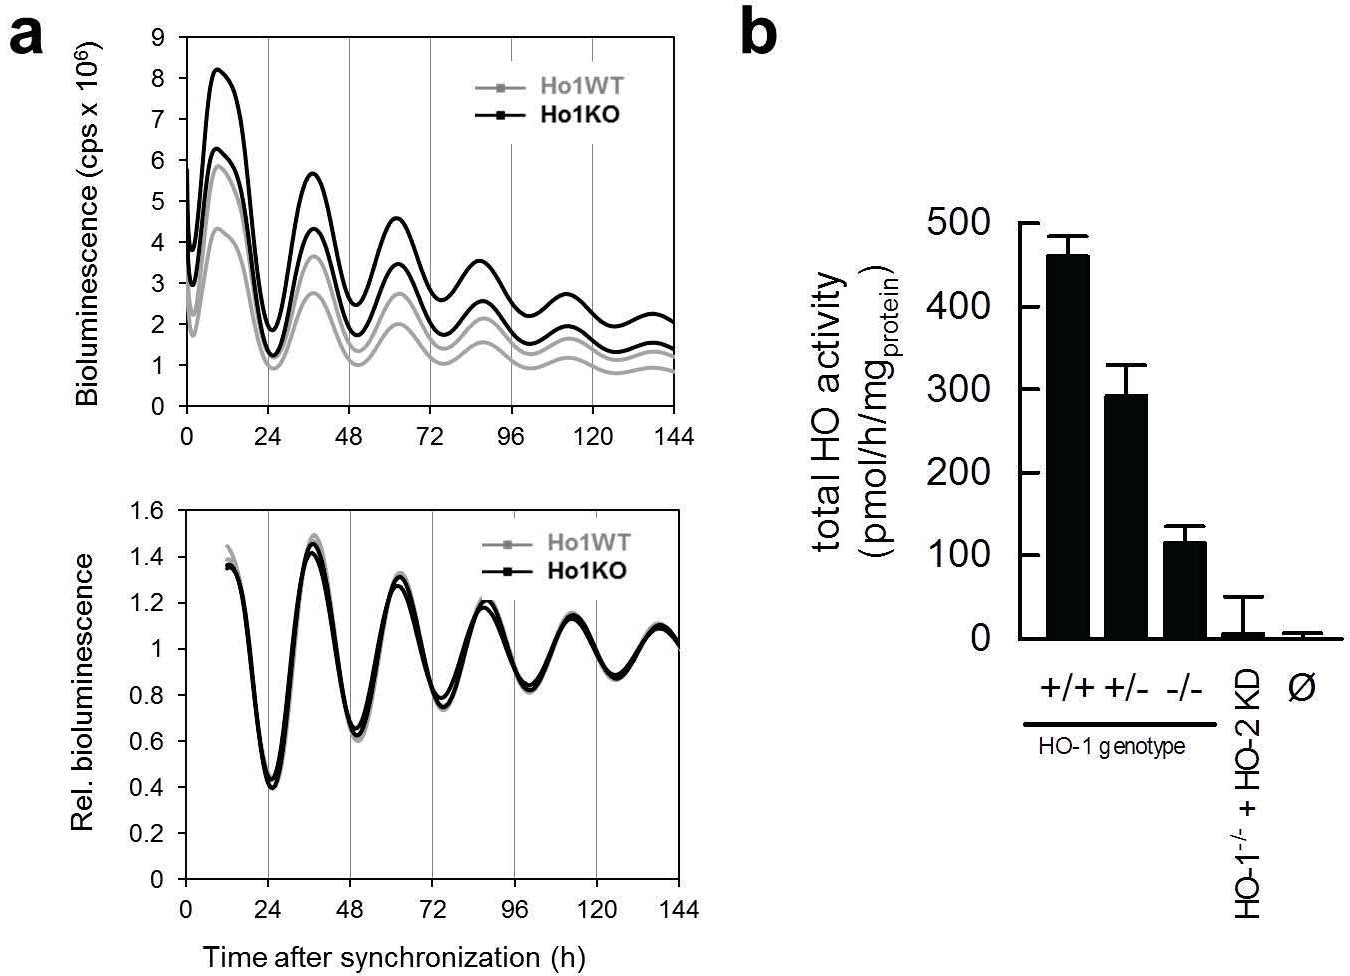 a
Bioluminescence (cps x 10⁶)
9
8
7
6
5
4
3
2
1
0
Ho1WT
Ho1KO
0 24 48 72 96 120 144
Rel. bioluminescence
1.6
1.4
1.2
1
0.8
0.6
0.4
0.2
0
Ho1WT
Ho1KO
0 24 48 72 96 120 144
Time after synchronization (h)
b
total HO activity
(pmol/h/mgprotein)
500
400
300
200
100
0
+/+ +/- -/-
HO-1 genotype
HO-1-/- + HO-2 KD
Ø